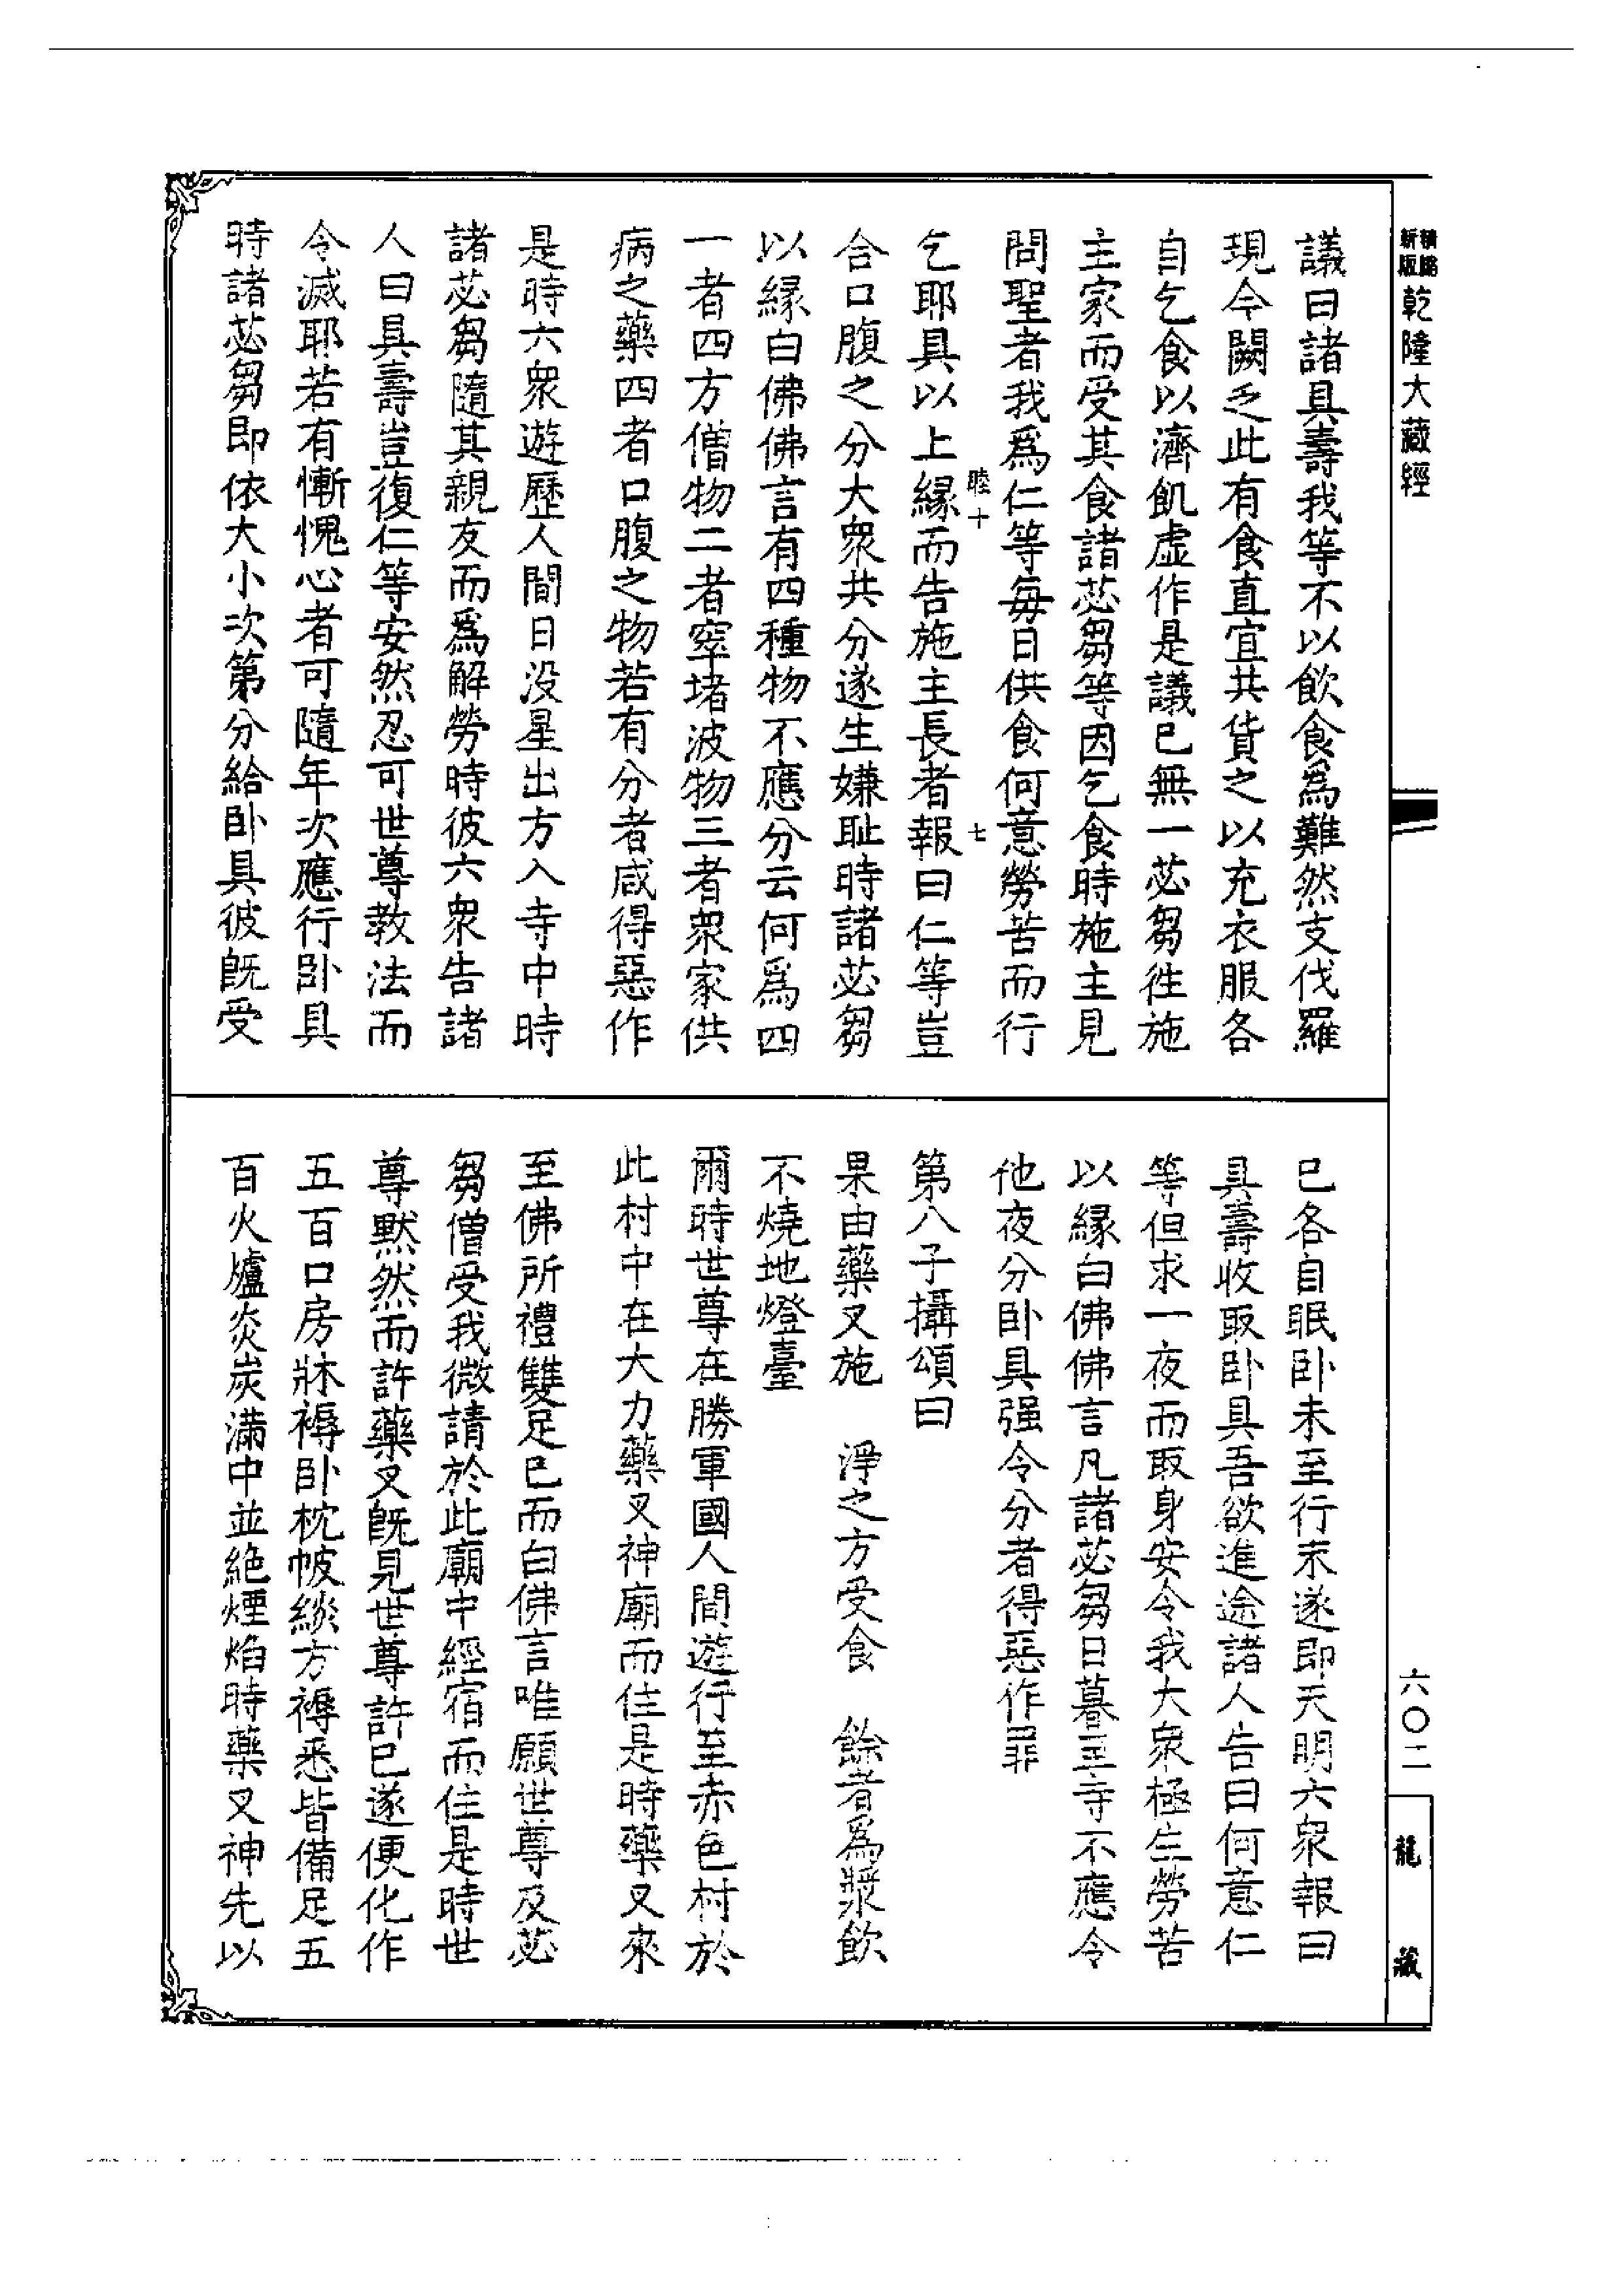 新版
精縮
乾隆大藏經
議曰諸具壽我等不以飲食爲難然支伐羅
現今闕乏此有食直宜共貨之以充衣服各
自乞食以濟飢虛作是議已無一苾芻徃施
主家而受其食諸苾芻等因乞食時施主見
問聖者我爲仁等每日供食何意勞苦而行
睦十 七
乞耶具以上緣而告施主長者報曰仁等豈
合口腹之分大衆共分遂生嫌耻時諸苾芻
以緣白佛佛言有四種物不應分云何爲四
一者四方僧物二者窣堵波物三者衆家供
病之藥四者口腹之物若有分者咸得惡作
是時六衆遊歷人間日没星出方入寺中時
諸苾芻隨其親友而爲解勞時彼六衆告諸
人曰具壽豈復仁等安然忍可世尊教法而
令滅耶若有慚愧心者可隨年次應行卧具
時諸苾芻即依大小次第分給卧具彼旣受
已各自眠卧未至行末遂即天明六衆報曰
具壽收取卧具吾欲進途諸人告曰何意仁
等但求一夜而取身安令我大衆極生勞苦
以緣白佛佛言凡諸苾芻日暮至寺不應令
他夜分卧具强令分者得惡作罪
第八子攝頌曰
果由藥叉施 淨之方受食 餘者爲漿飲
不燒地燈臺
爾時世尊在勝軍國人間遊行至赤色村於
此村中在大力藥叉神廟而住是時藥叉來
至佛所禮雙足已而白佛言唯願世尊及苾
芻僧受我微請於此廟中經宿而住是時世
尊默然而許藥叉旣見世尊許已遂便化作
五百口房牀褥卧枕帔緂方褥悉皆備足五
百火爐炎炭滿中並絕煙焰時藥叉神先以
六〇二
龍藏